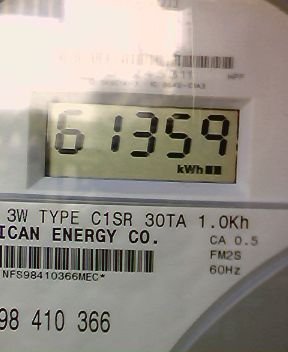 61359
kWh
3W TYPE C1SR 30TA 1.0Kh
ICAN ENERGY CO.
CA 0.5
FM2S
60Hz
NFS98410366MEC*
98 410 366